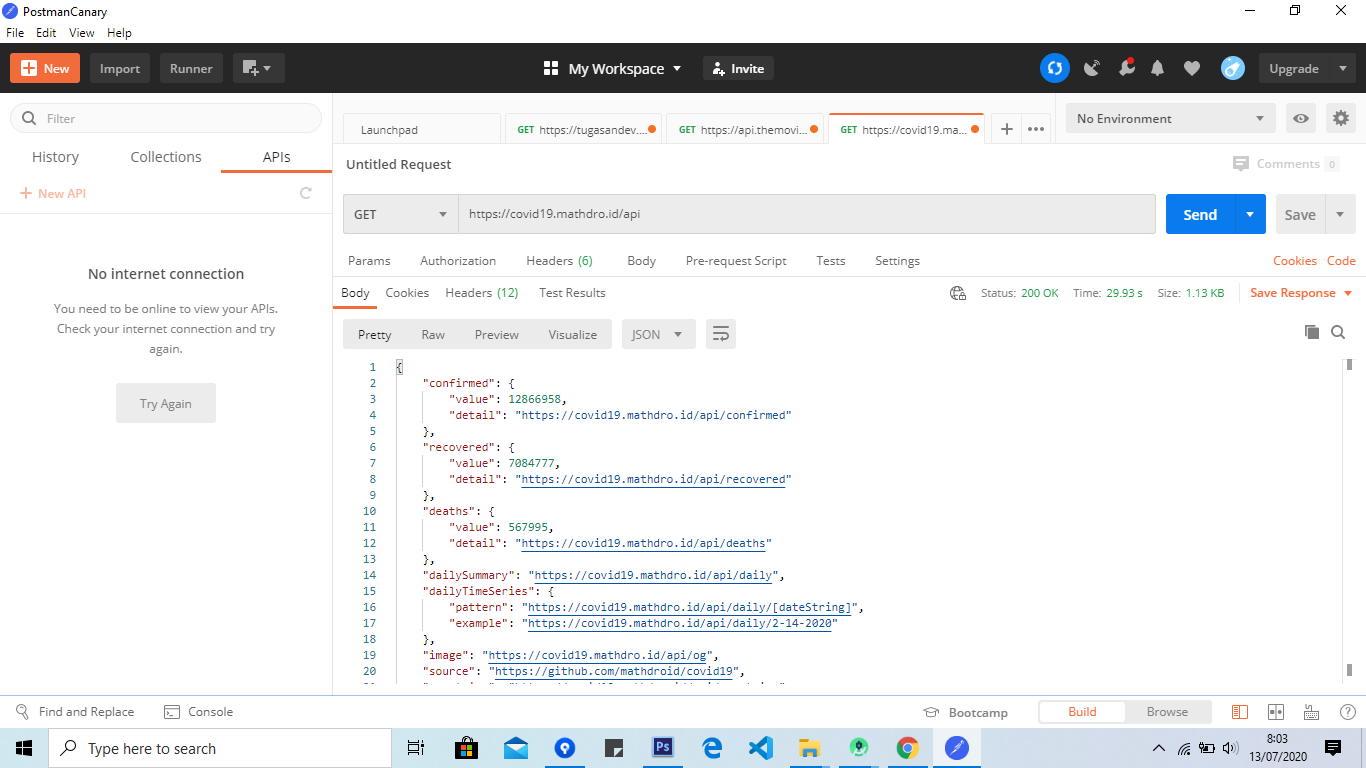 PostmanCanary
File Edit View Help
New Import Runner My Workspace Invite Upgrade
Filter
History Collections APIs
New API
No internet connection
You need to be online to view your APIs.
Check your internet connection and try
again.
Try Again
Launchpad GET https://tugasandev.... GET https://api.themovi... GET https://covid19.ma... No Environment
Untitled Request Comments 0
GET https://covid19.mathdro.id/api Send Save
Params Authorization Headers (6) Body Pre-request Script Tests Settings Cookies Code
Body Cookies Headers (12) Test Results Status: 200 OK Time: 29.93 s Size: 1.13 KB Save Response
Pretty Raw Preview Visualize JSON
1 {
2 "confirmed": {
3 "value": 12866958,
4 "detail": "https://covid19.mathdro.id/api/confirmed"
5 },
6 "recovered": {
7 "value": 7084777,
8 "detail": "https://covid19.mathdro.id/api/recovered"
9 },
10 "deaths": {
11 "value": 567995,
12 "detail": "https://covid19.mathdro.id/api/deaths"
13 },
14 "dailySummary": "https://covid19.mathdro.id/api/daily",
15 "dailyTimeSeries": {
16 "pattern": "https://covid19.mathdro.id/api/daily/[dateString]",
17 "example": "https://covid19.mathdro.id/api/daily/2-14-2020"
18 },
19 "image": "https://covid19.mathdro.id/api/og",
20 "source": "https://github.com/mathdroid/covid19",
Find and Replace Console Bootcamp Build Browse
Type here to search
Ps
8:03
13/07/2020